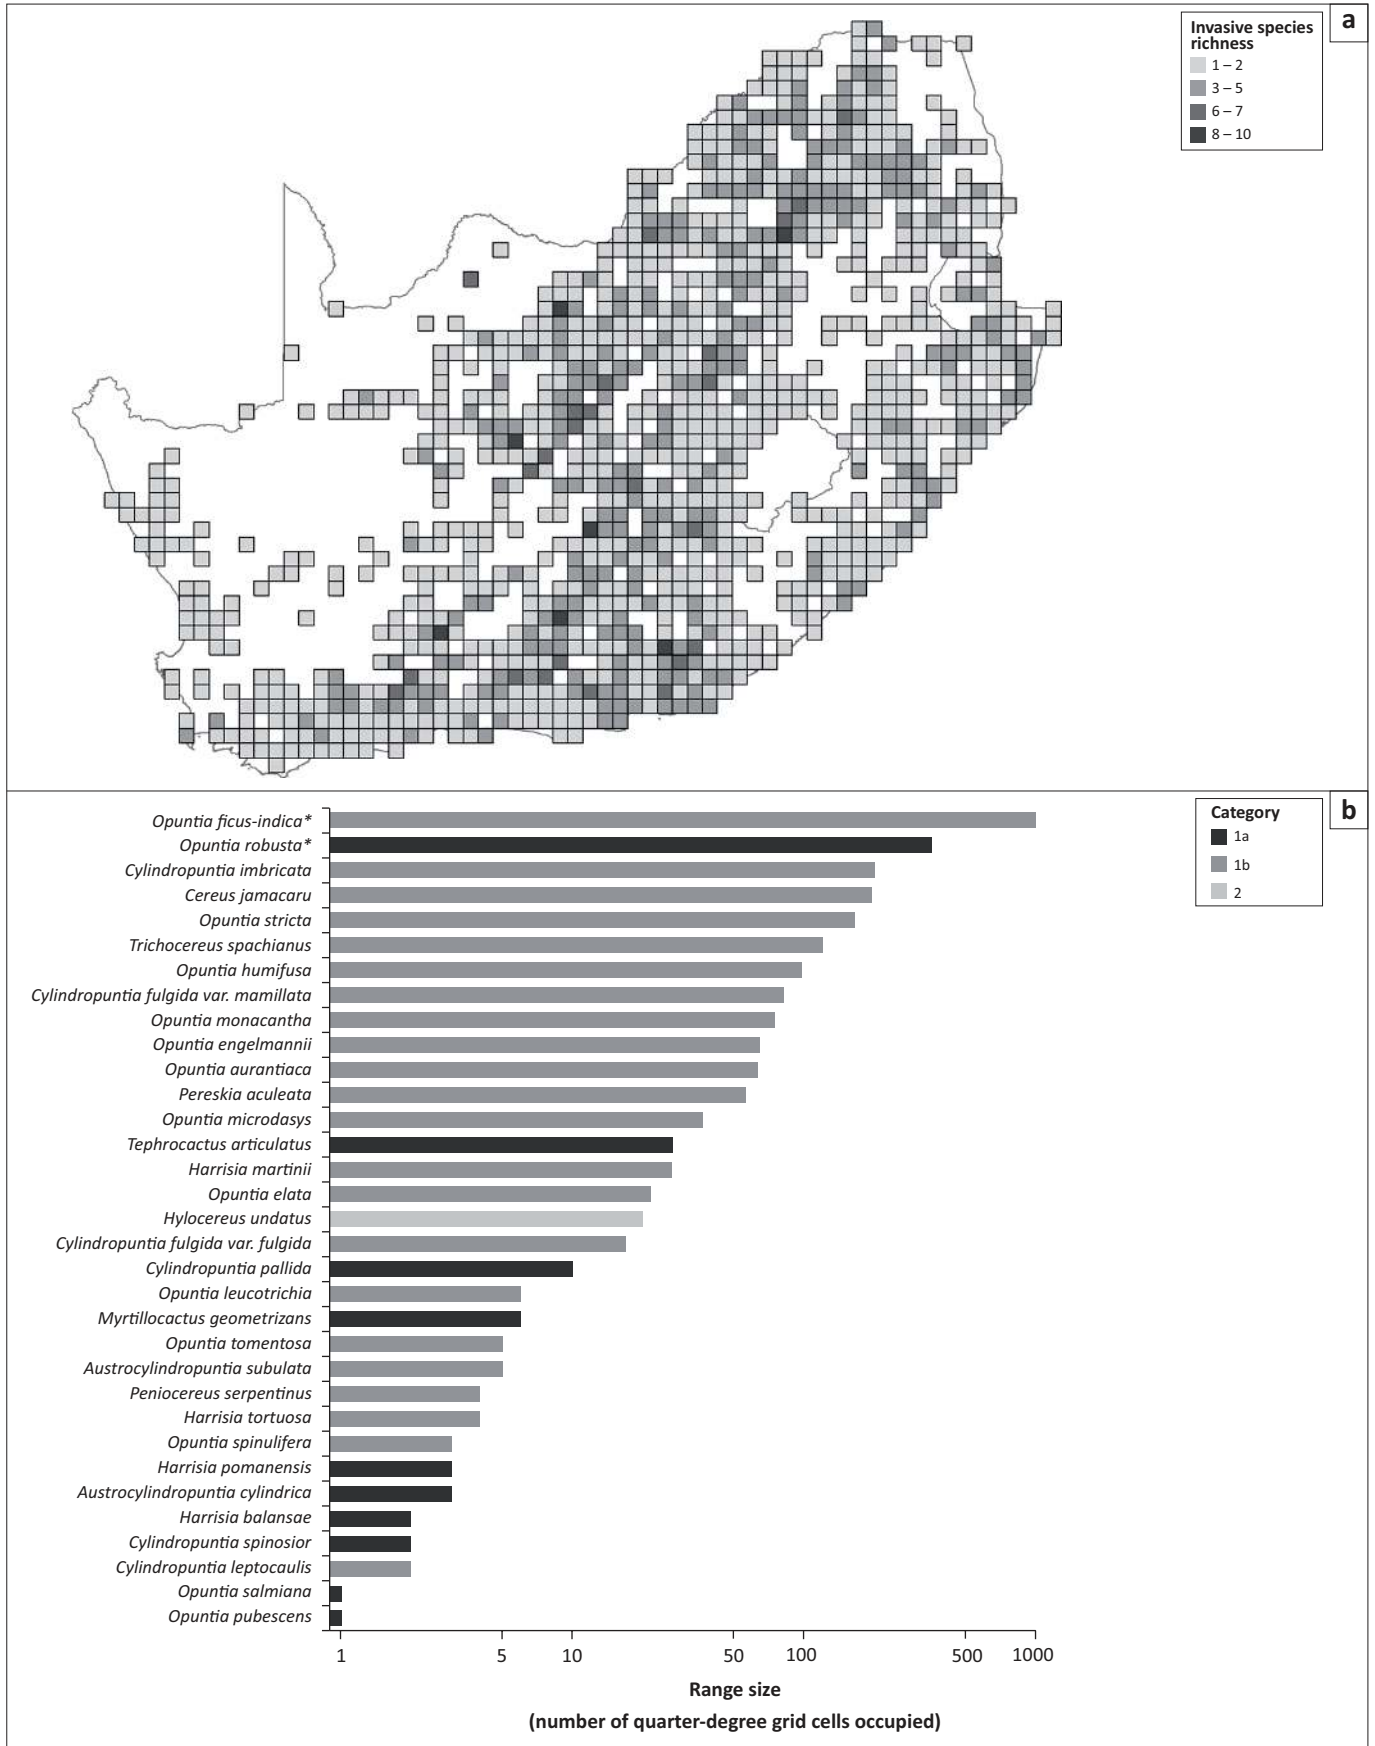 a
Invasive species
richness
1 – 2
3 – 5
6 – 7
8 – 10
b
Category
1a
1b
2
Opuntia ficus-indica*
Opuntia robusta*
Cylindropuntia imbricata
Cereus jamacaru
Opuntia stricta
Trichocereus spachianus
Opuntia humifusa
Cylindropuntia fulgida var. mamillata
Opuntia monacantha
Opuntia engelmannii
Opuntia aurantiaca
Pereskia aculeata
Opuntia microdasys
Tephrocactus articulatus
Harrisia martinii
Opuntia elata
Hylocereus undatus
Cylindropuntia fulgida var. fulgida
Cylindropuntia pallida
Opuntia leucotrichia
Myrtillocactus geometrizans
Opuntia tomentosa
Austrocylindropuntia subulata
Peniocereus serpentinus
Harrisia tortuosa
Opuntia spinulifera
Harrisia pomanensis
Austrocylindropuntia cylindrica
Harrisia balansae
Cylindropuntia spinosior
Cylindropuntia leptocaulis
Opuntia salmiana
Opuntia pubescens
1 5 10 50 100 500 1000
Range size
(number of quarter-degree grid cells occupied)